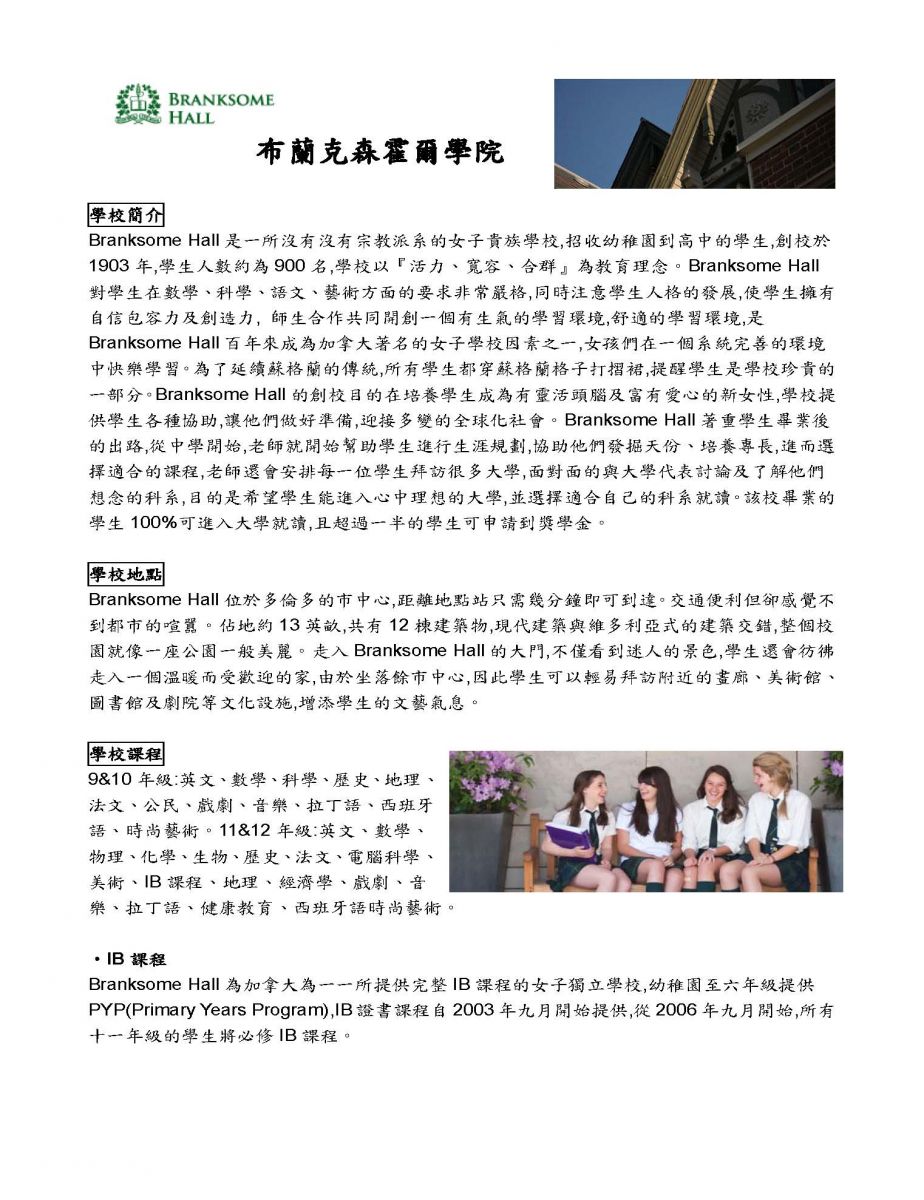 BRANKSOME
HALL
布蘭克森霍爾學院
學校簡介
Branksome Hall 是一所沒有沒有宗教派系的女子貴族學校,招收幼稚園到高中的學生,創校於
1903 年,學生人數約為 900 名,學校以『活力、寬容、合群』為教育理念。Branksome Hall
對學生在數學、科學、語文、藝術方面的要求非常嚴格,同時注意學生人格的發展,使學生擁有
自信包容力及創造力, 師生合作共同開創一個有生氣的學習環境,舒適的學習環境,是
Branksome Hall 百年來成為加拿大著名的女子學校因素之一,女孩們在一個系統完善的環境
中快樂學習。為了延續蘇格蘭的傳統,所有學生都穿蘇格蘭格子打摺裙,提醒學生是學校珍貴的
一部分。Branksome Hall 的創校目的在培養學生成為有靈活頭腦及富有愛心的新女性,學校提
供學生各種協助,讓他們做好準備,迎接多變的全球化社會。Branksome Hall 著重學生畢業後
的出路,從中學開始,老師就開始幫助學生進行生涯規劃,協助他們發掘天份、培養專長,進而選
擇適合的課程,老師還會安排每一位學生拜訪很多大學,面對面的與大學代表討論及了解他們
想念的科系,目的是希望學生能進入心中理想的大學,並選擇適合自己的科系就讀。該校畢業的
學生 100%可進入大學就讀,且超過一半的學生可申請到獎學金。
學校地點
Branksome Hall 位於多倫多的市中心,距離地點站只需幾分鐘即可到達。交通便利但卻感覺不
到都市的喧囂。佔地約 13 英畝,共有 12 棟建築物,現代建築與維多利亞式的建築交錯,整個校
園就像一座公園一般美麗。走入 Branksome Hall 的大門,不僅看到迷人的景色,學生還會彷彿
走入一個溫暖而受歡迎的家,由於坐落餘市中心,因此學生可以輕易拜訪附近的畫廊、美術館、
圖書館及劇院等文化設施,增添學生的文藝氣息。
學校課程
9&10 年級:英文、數學、科學、歷史、地理、
法文、公民、戲劇、音樂、拉丁語、西班牙
語、時尚藝術。11&12 年級:英文、數學、
物理、化學、生物、歷史、法文、電腦科學、
美術、IB 課程、地理、經濟學、戲劇、音
樂、拉丁語、健康教育、西班牙語時尚藝術。
・IB 課程
Branksome Hall 為加拿大為一一所提供完整 IB 課程的女子獨立學校,幼稚園至六年級提供
PYP(Primary Years Program),IB 證書課程自 2003 年九月開始提供,從 2006 年九月開始,所有
十一年級的學生將必修 IB 課程。